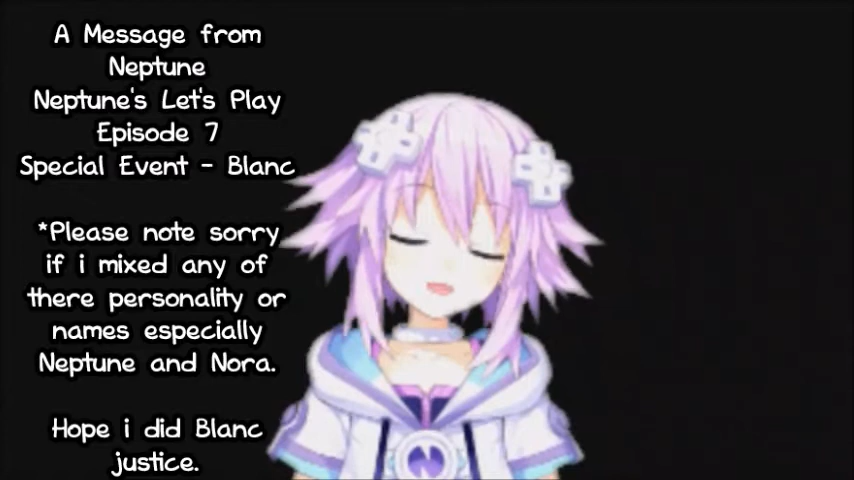 A Message from
Neptune
Neptune's Let's Play
Episode 7
Special Event - Blanc
*Please note sorry
if i mixed any of
there personality or
names especially
Neptune and Nora.
Hope i did Blanc
justice.
N